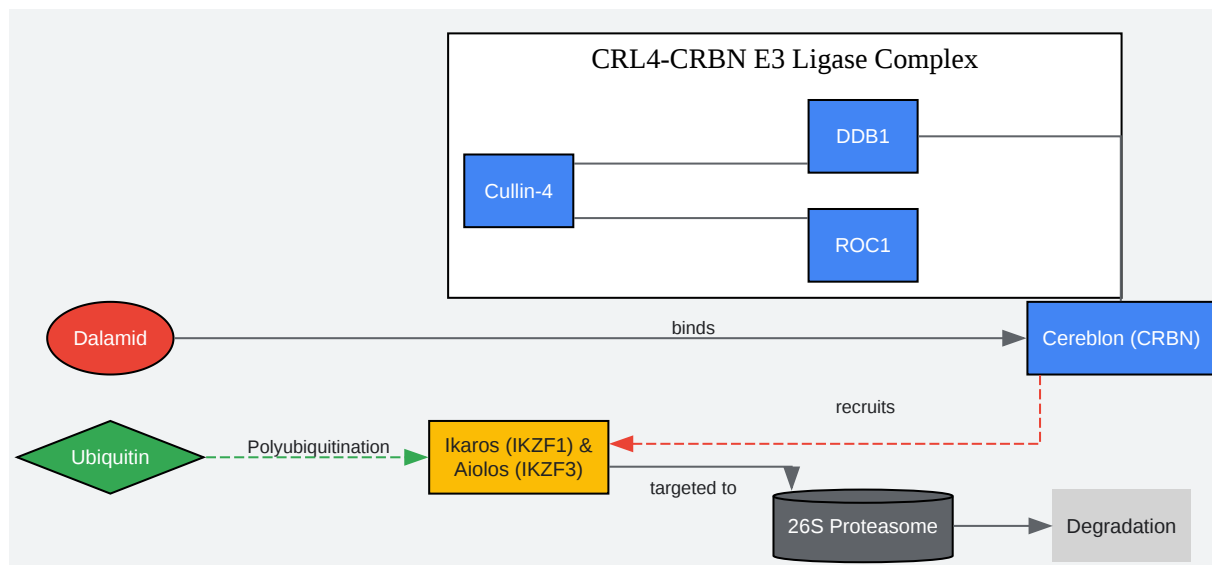 CRL4-CRBN E3 Ligase Complex
DDB1
Cullin-4
ROC1
Dalamid
binds
Cereblon (CRBN)
recruits
Ubiquitin
Polyubiquitination
Ikaros (IKZF1) &
Aiolos (IKZF3)
targeted to
26S Proteasome
Degradation